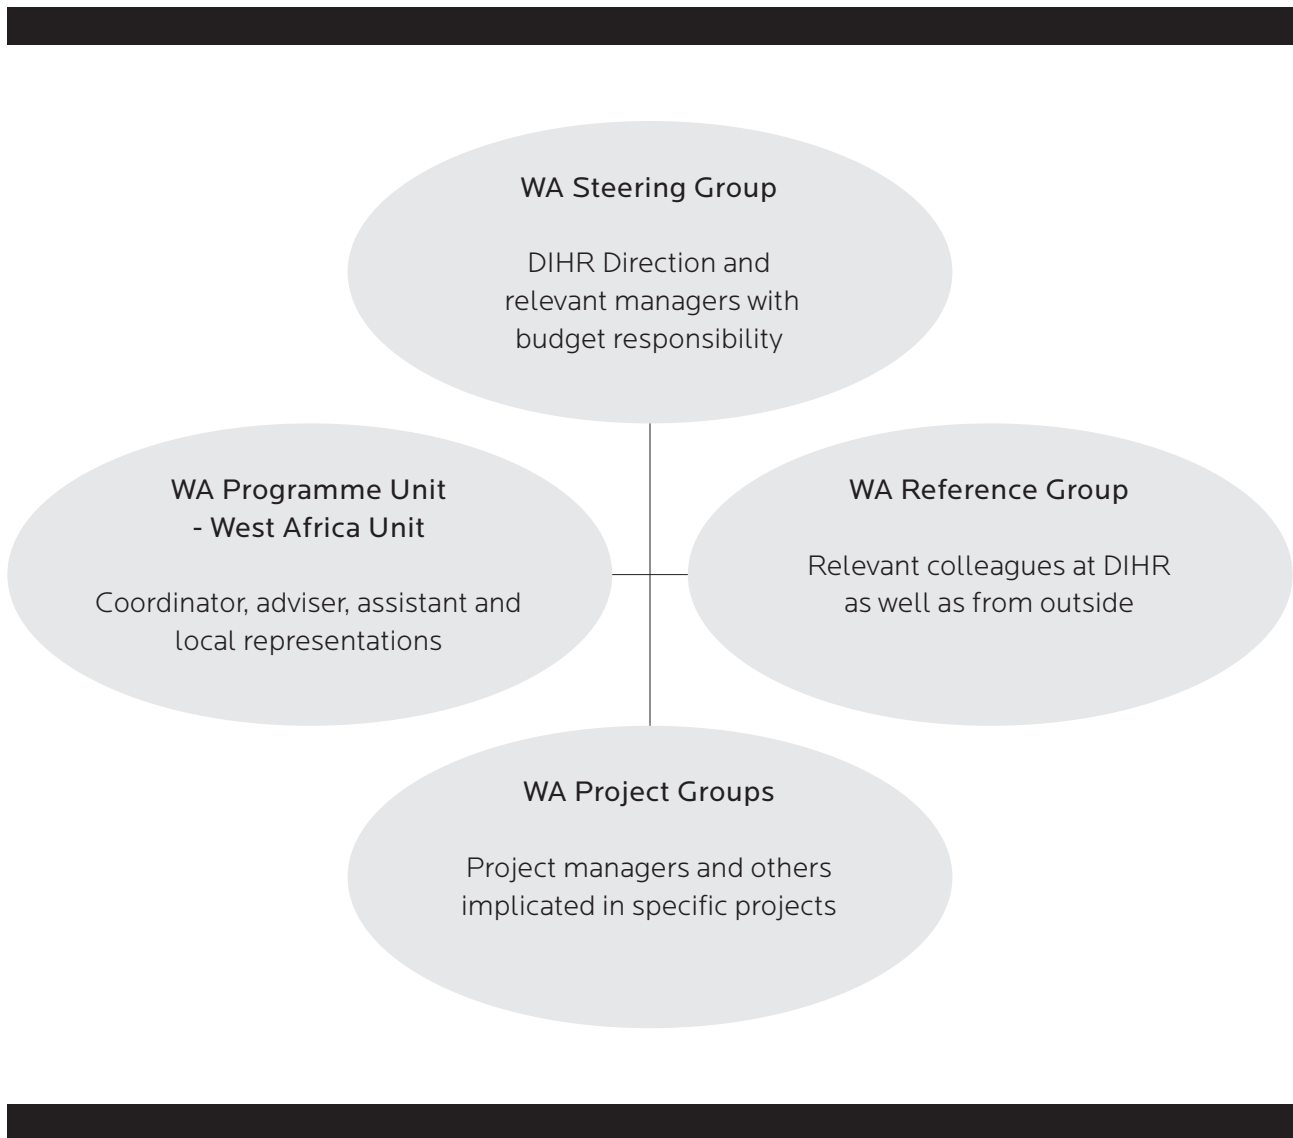 WA Steering Group
DIHR Direction and
relevant managers with
budget responsibility
WA Programme Unit
- West Africa Unit
Coordinator, adviser, assistant and
local representations
WA Reference Group
Relevant colleagues at DIHR
as well as from outside
WA Project Groups
Project managers and others
implicated in specific projects